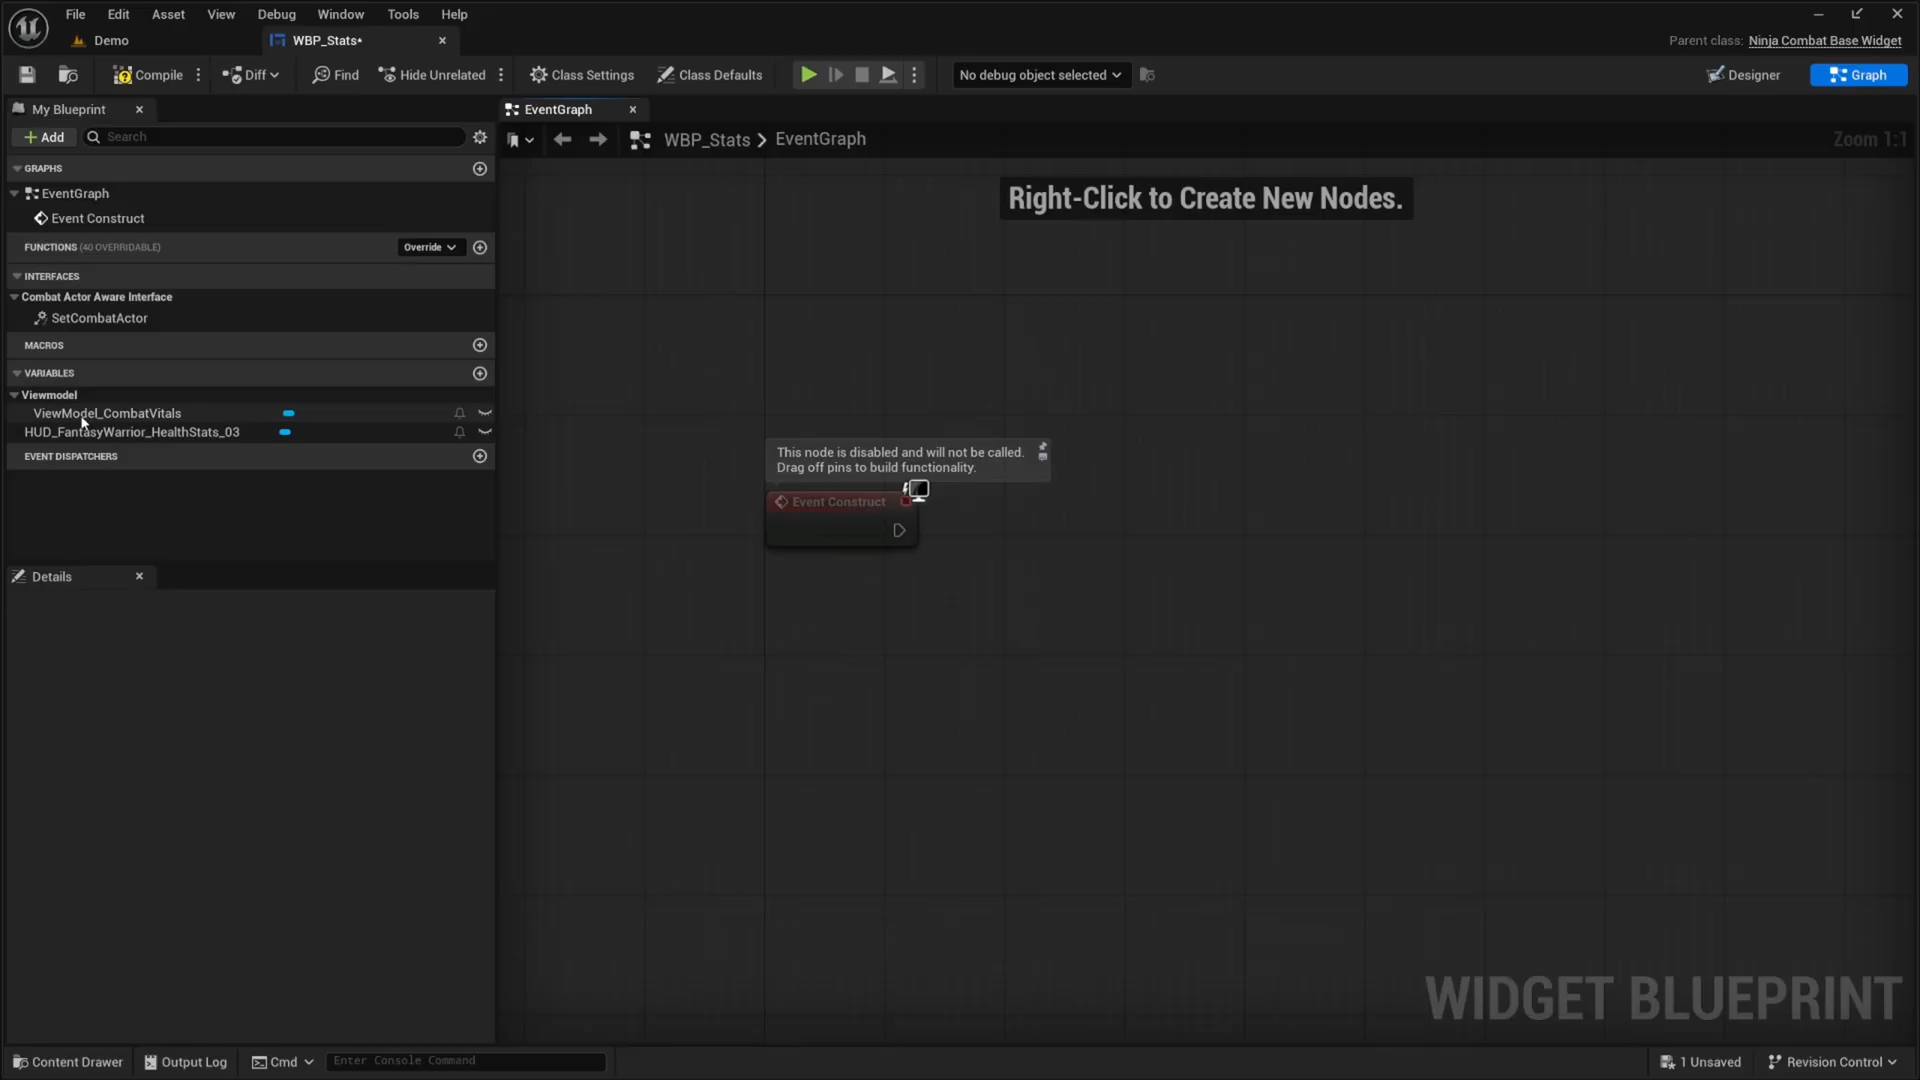 File Edit Asset View Debug Window Tools Help
Demo
WBP_Stats*
Parent class: Ninja Combat Base Widget
Compile Diff Find Hide Unrelated Class Settings Class Defaults No debug object selected Designer Graph
My Blueprint
EventGraph
Add Search
WBP_Stats > EventGraph
Zoom 1:1
GRAPHS
EventGraph
Event Construct
FUNCTIONS (40 OVERRIDABLE) Override
INTERFACES
Combat Actor Aware Interface
SetCombatActor
MACROS
VARIABLES
Viewmodel
ViewModel_CombatVitals
HUD_FantasyWarrior_HealthStats_03
EVENT DISPATCHERS
Details
Right-Click to Create New Nodes.
This node is disabled and will not be called.
Drag off pins to build functionality.
Event Construct
WIDGET BLUEPRINT
Content Drawer Output Log Cmd Enter Console Command 1 Unsaved Revision Control